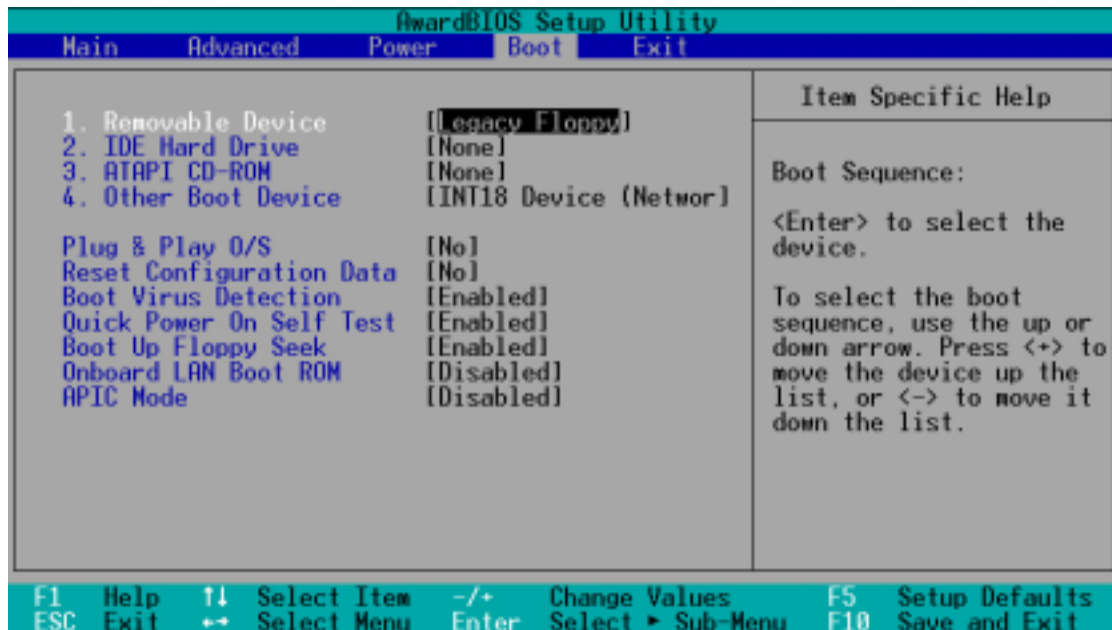 AwardBIOS Setup Utility
Main Advanced Power Boot Exit
1. Removable Device [Legacy Floppy]
2. IDE Hard Drive [None]
3. ATAPI CD-ROM [None]
4. Other Boot Device [INT18 Device (Networ]
Plug & Play O/S [No]
Reset Configuration Data [No]
Boot Virus Detection [Enabled]
Quick Power On Self Test [Enabled]
Boot Up Floppy Seek [Enabled]
Onboard LAN Boot ROM [Disabled]
APIC Mode [Disabled]
Item Specific Help
Boot Sequence:
<Enter> to select the
device.
To select the boot
sequence, use the up or
down arrow. Press <+> to
move the device up the
list, or <-> to move it
down the list.
F1 Help ↑↓ Select Item -/+ Change Values F5 Setup Defaults
ESC Exit ←→ Select Menu Enter Select ► Sub-Menu F10 Save and Exit